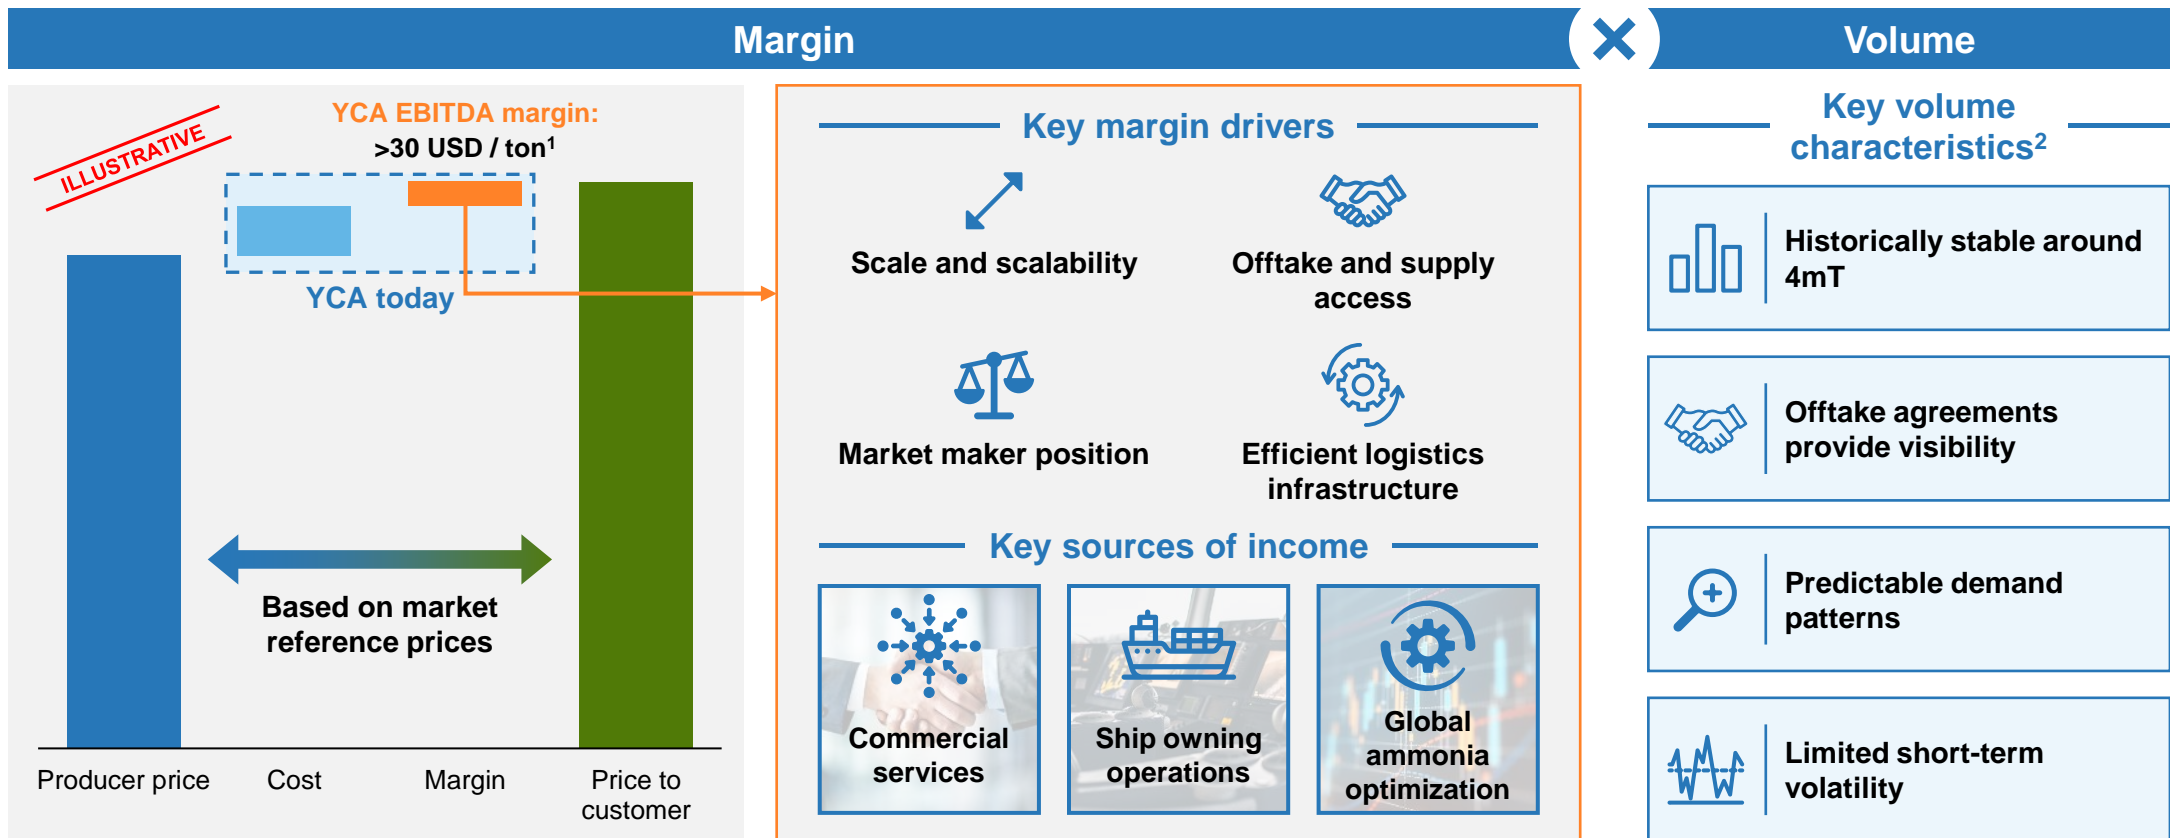 Margin
Volume
ILLUSTRATIVE
YCA EBITDA margin:
>30 USD / ton1
YCA today
Based on market
reference prices
Producer price
Cost
Margin
Price to
customer
Key margin drivers
Scale and scalability
Offtake and supply
access
Market maker position
Efficient logistics
infrastructure
Key sources of income
Commercial
services
Ship owning
operations
Global
ammonia
optimization
Key volume
characteristics2
Historically stable around
4mT
Offtake agreements
provide visibility
Predictable demand
patterns
Limited short-term
volatility